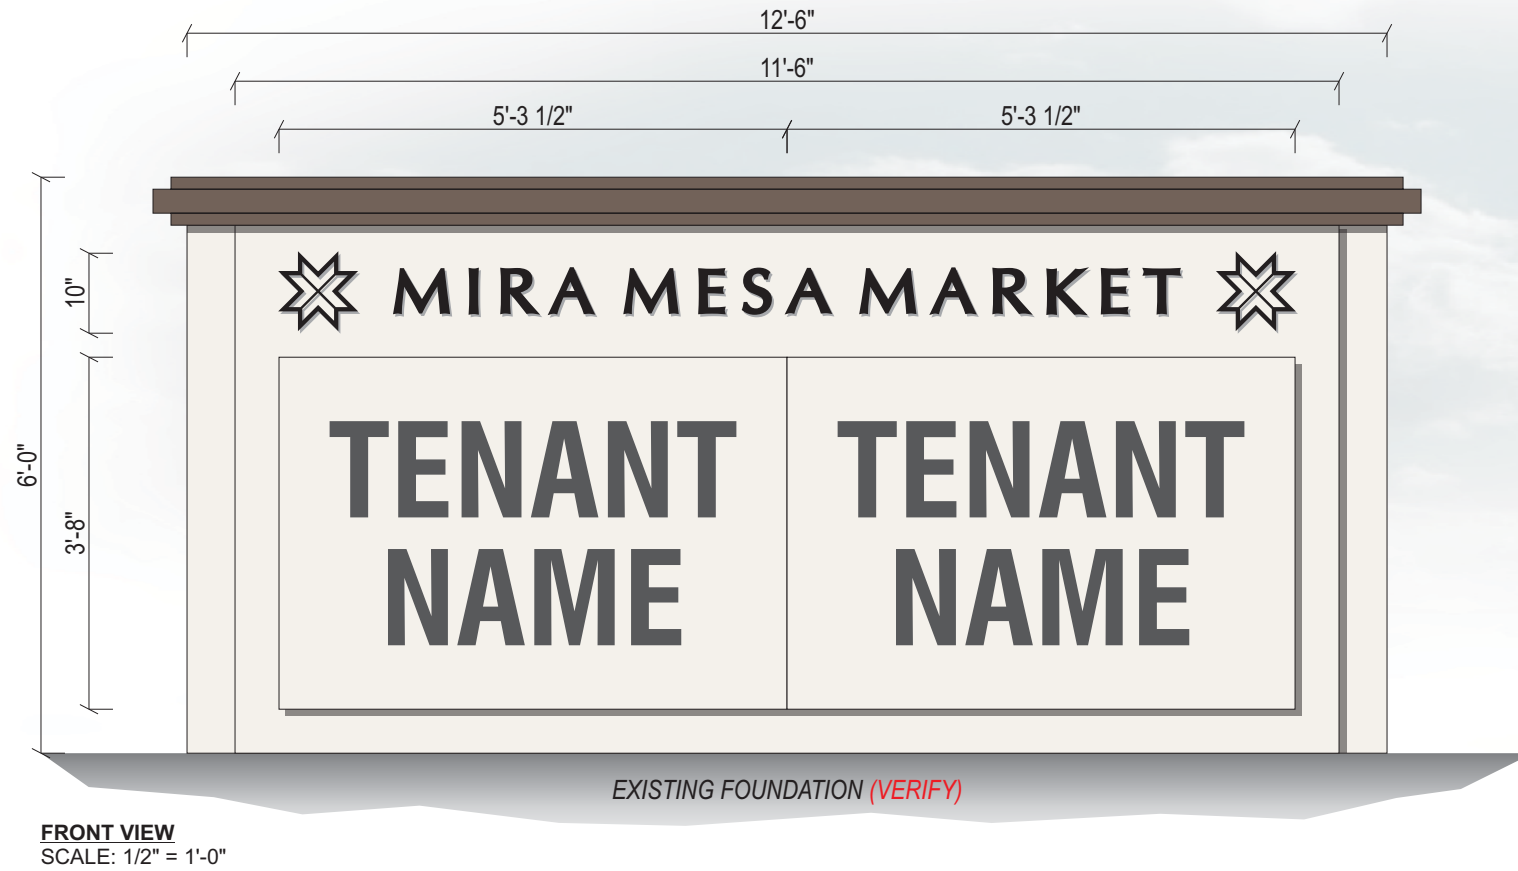 12'-6"
11'-6"
5'-3 1/2"
5'-3 1/2"
10"
6'-0"
3'-8"
MIRA MESA MARKET
TENANT
NAME
TENANT
NAME
EXISTING FOUNDATION (VERIFY)
FRONT VIEW
SCALE: 1/2" = 1'-0"